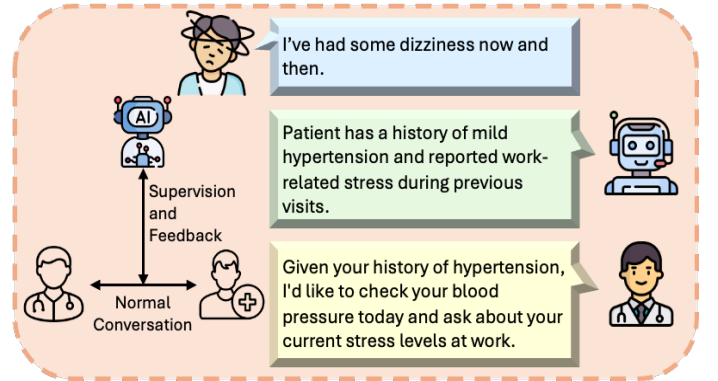 I've had some dizziness now and
then.
AI
Patient has a history of mild
hypertension and reported work-
related stress during previous
visits.
Supervision
and
Feedback
Normal
Conversation
Given your history of hypertension,
I'd like to check your blood
pressure today and ask about your
current stress levels at work.